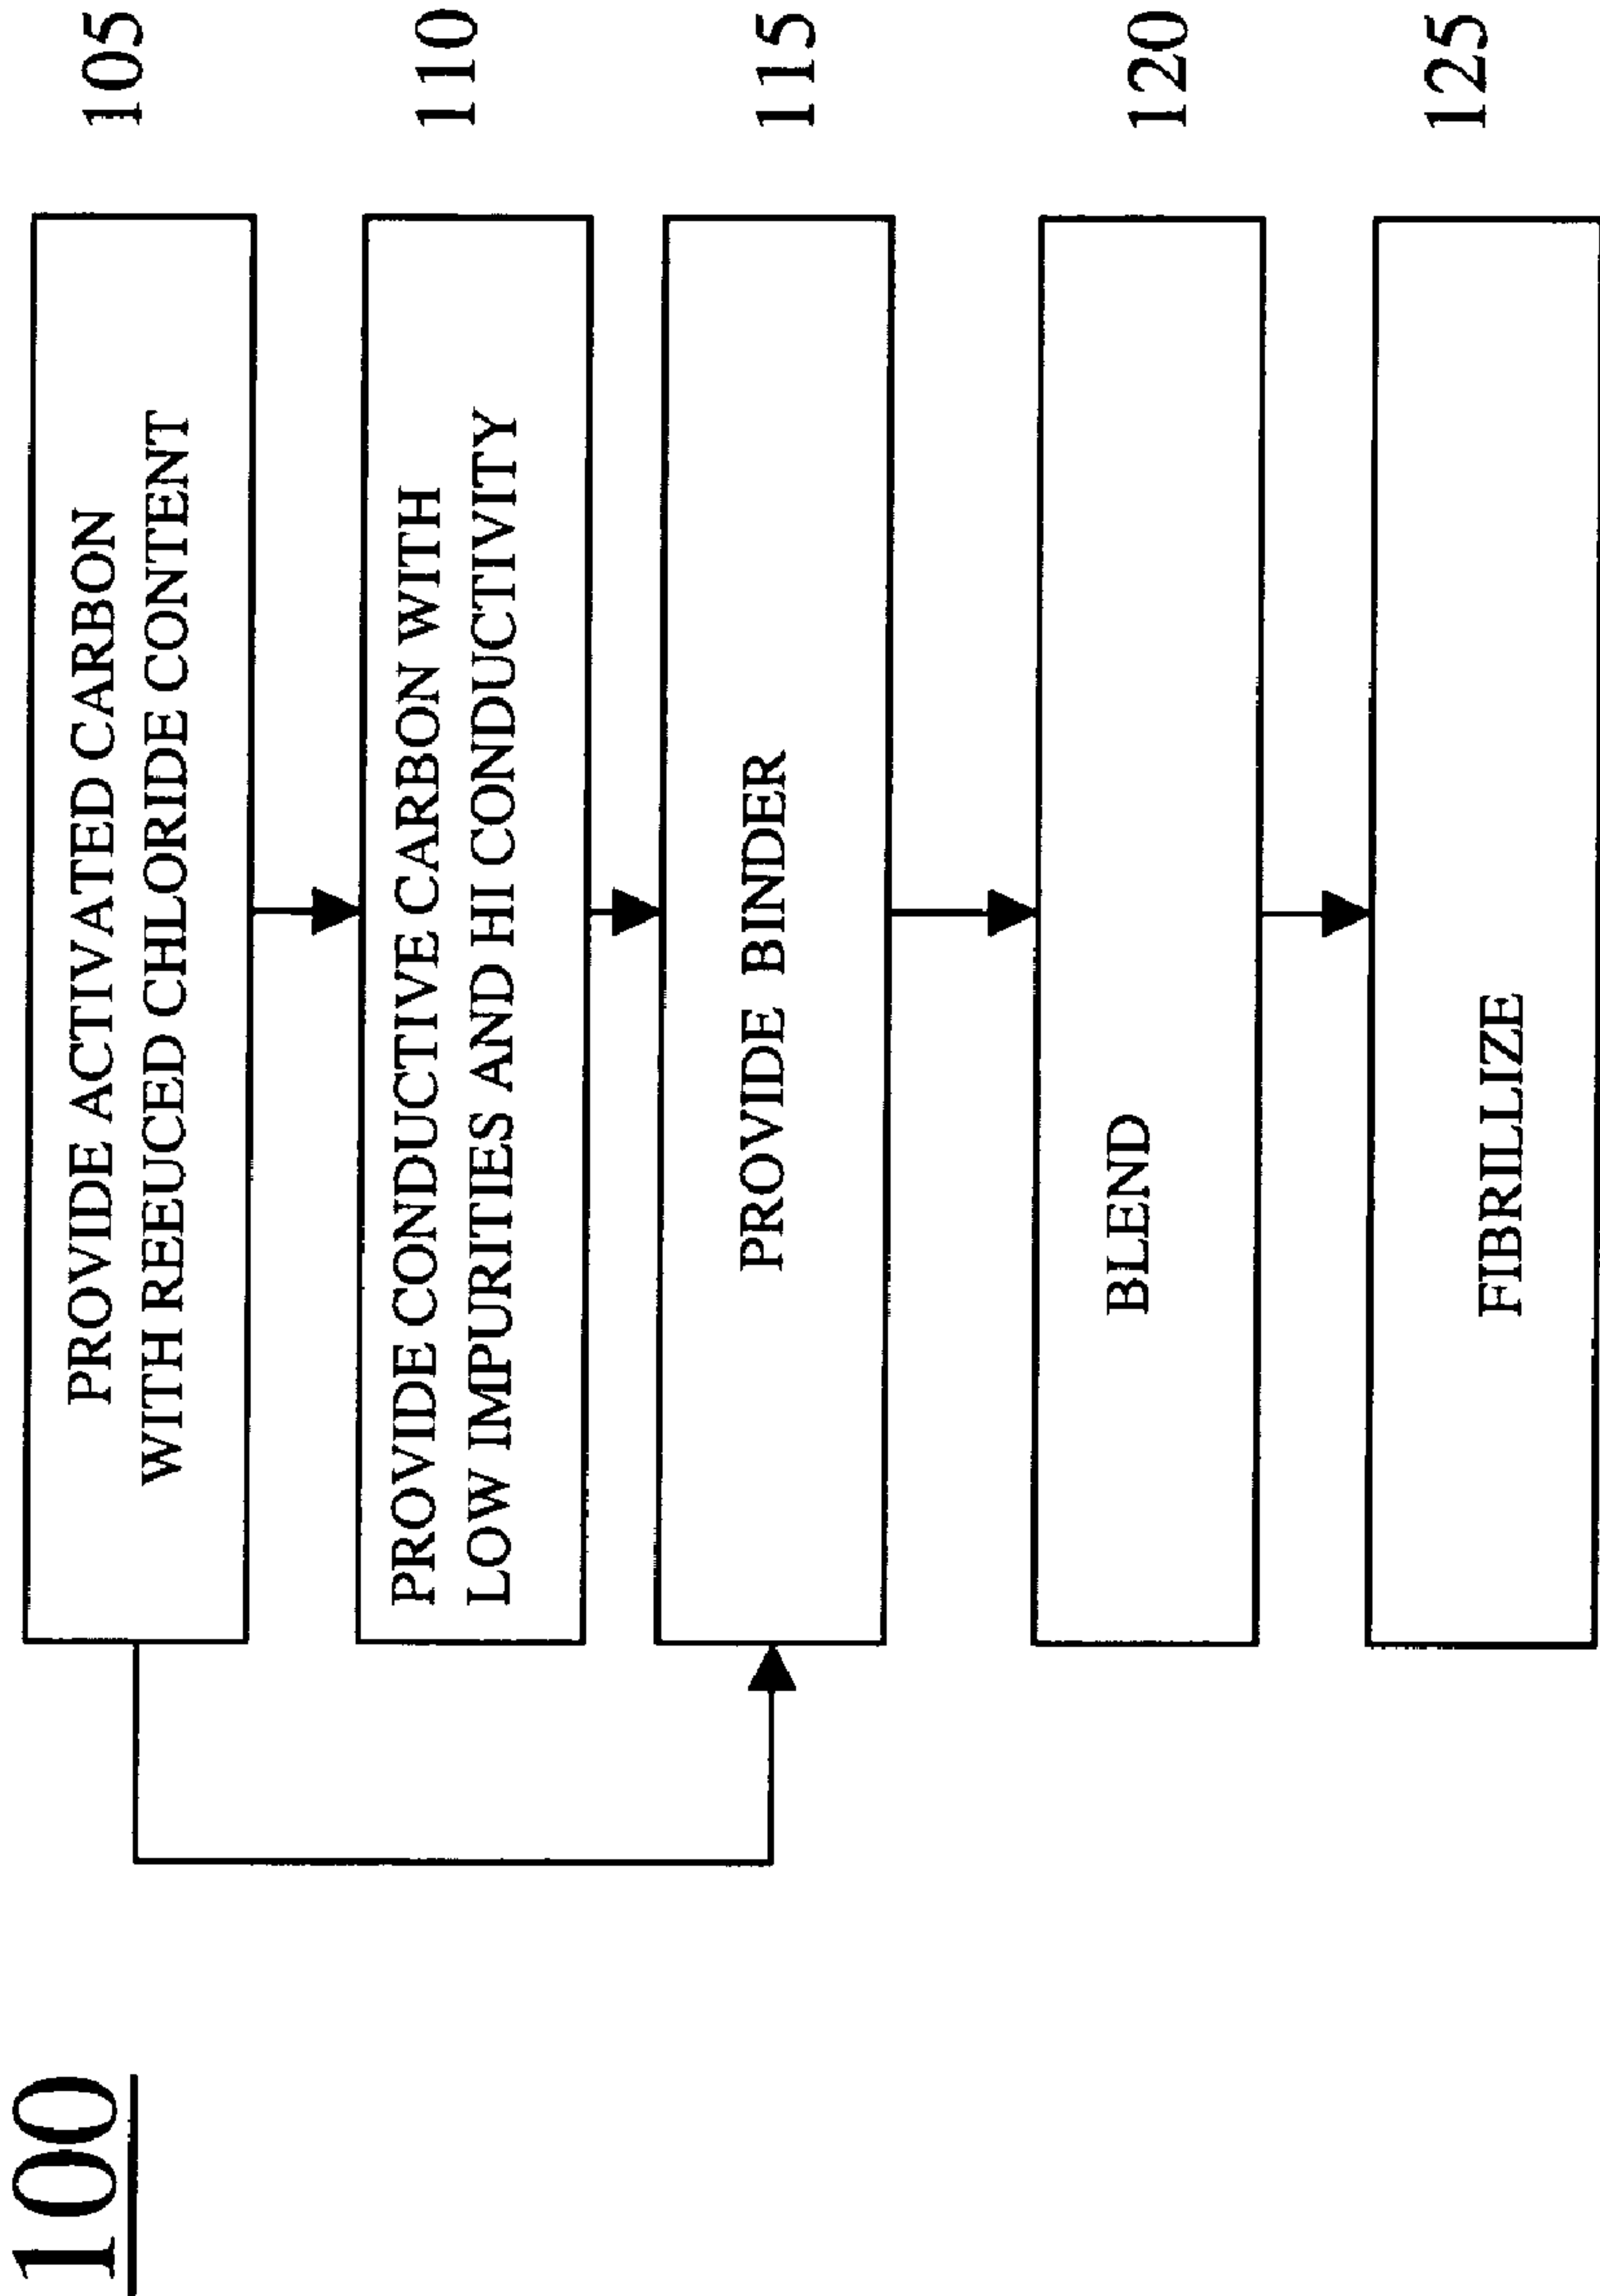 100
PROVIDE ACTIVATED CARBON
WITH REEUCED CHLORIDE CONTENT
105
PROVIDE CONDUCTIVE CARBON WITH
LOW IMPURITIES AND HI CONDUCTIVITY
110
PROVIDE BINDER
115
BLEND
120
FIBRILLIZE
125